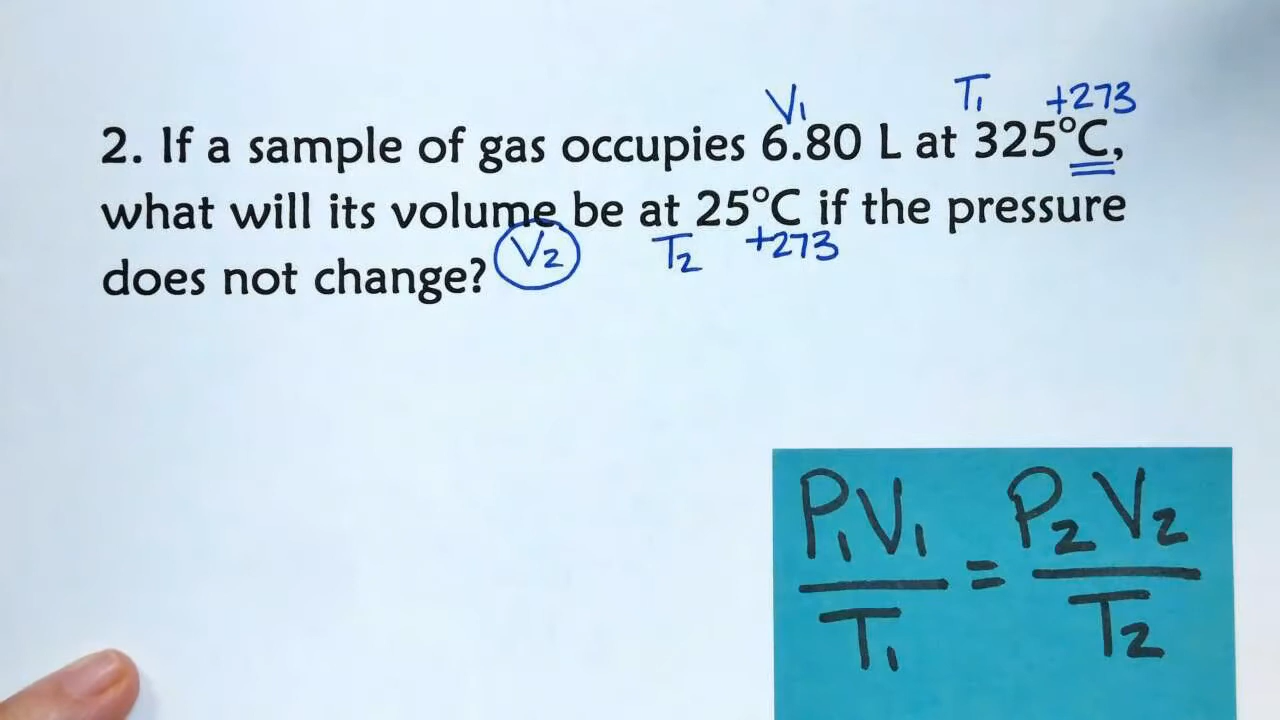 V₁ T₁ +273
2. If a sample of gas occupies 6.80 L at 325°C,
what will its volume be at 25°C if the pressure
V₂ T₂ +273
does not change?
P₁V₁ = P₂V₂
T₁ T₂